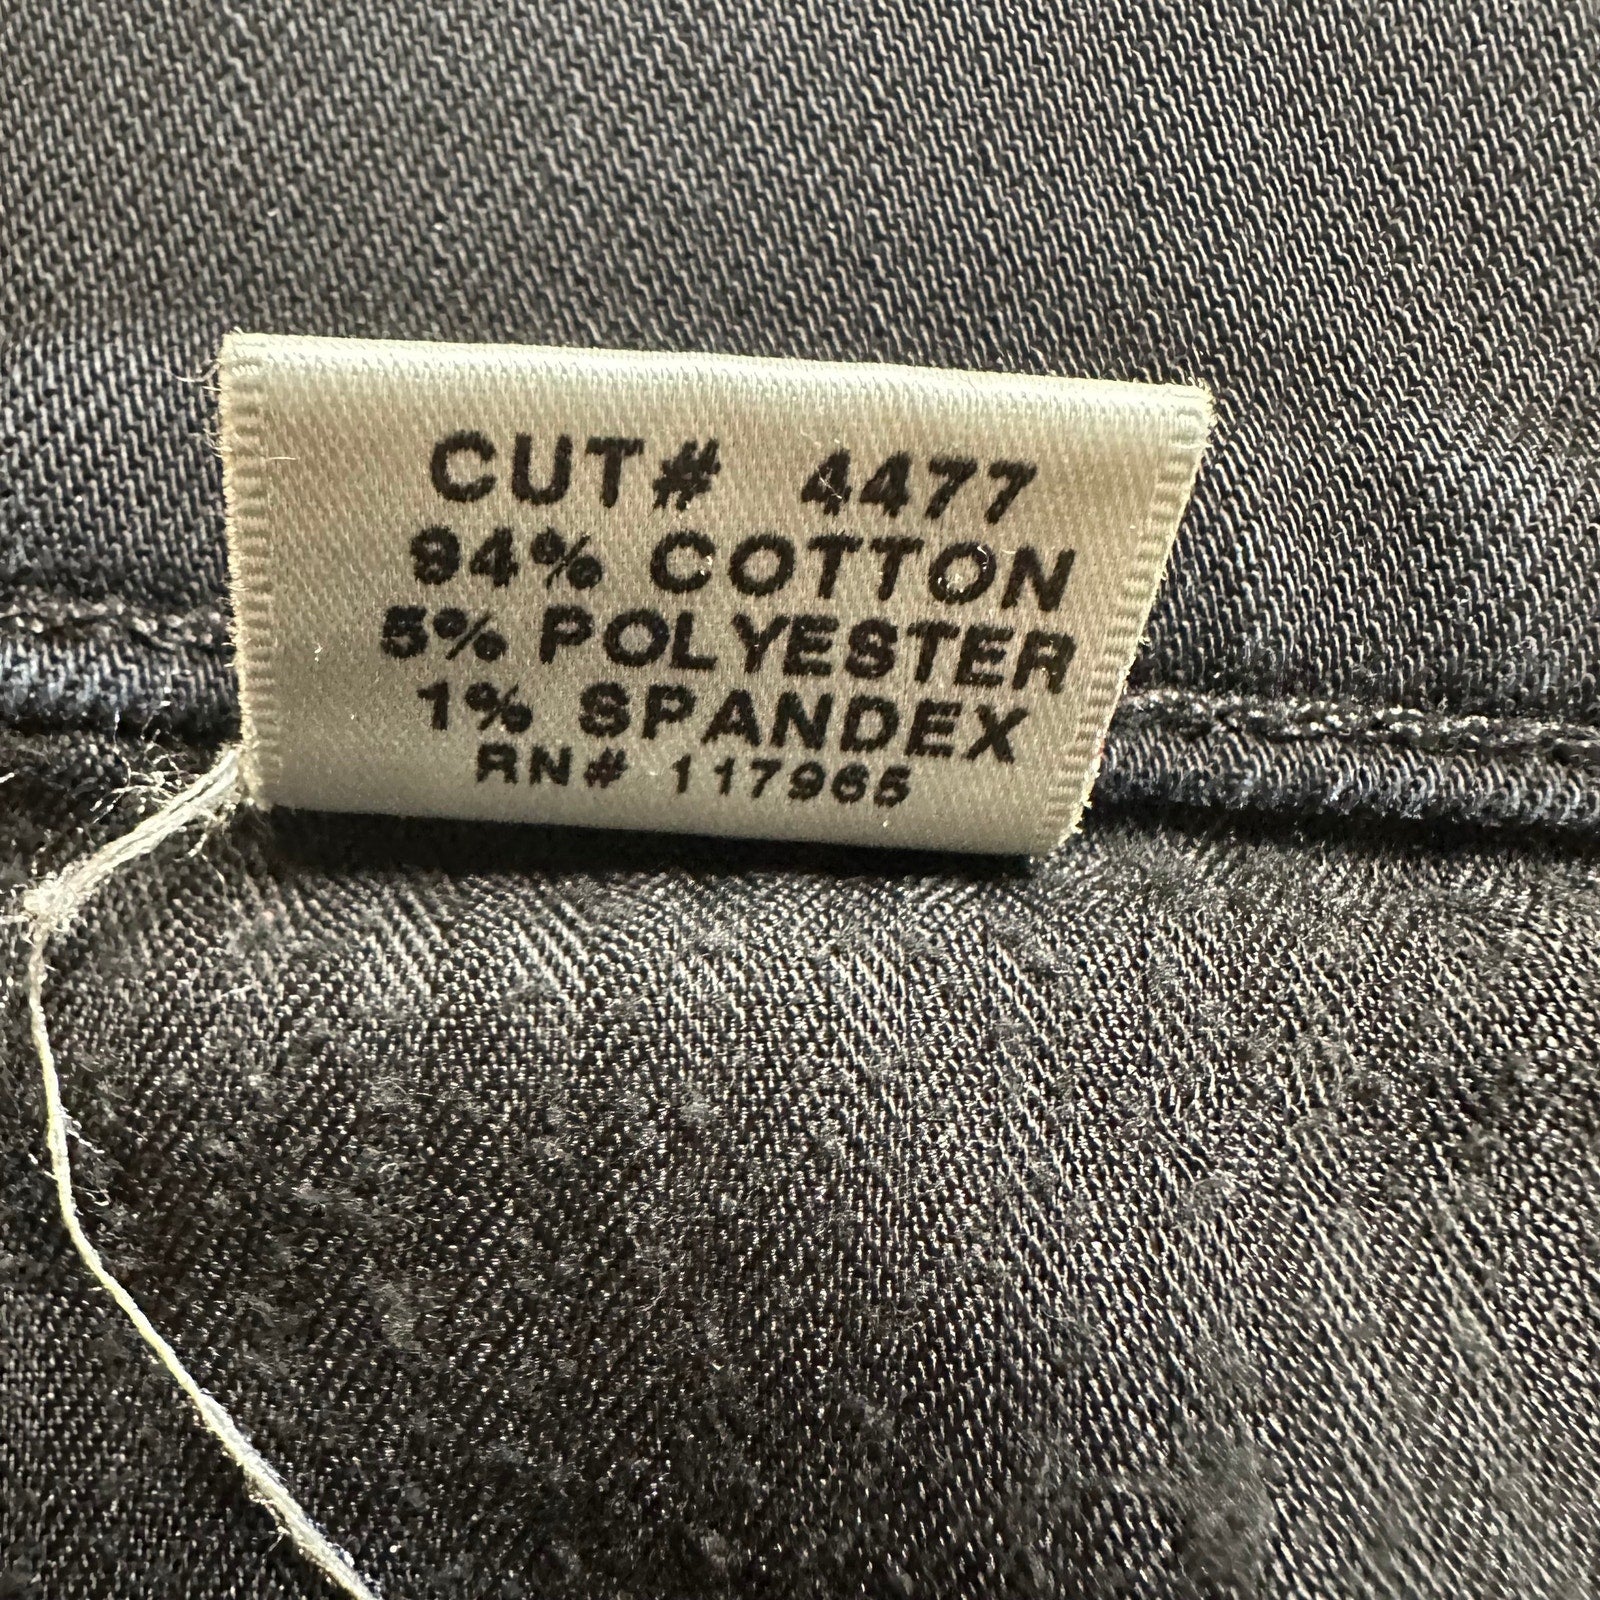 CUT# 4477
94% COTTON
5% POLYESTER
1% SPANDEX
RN# 117965